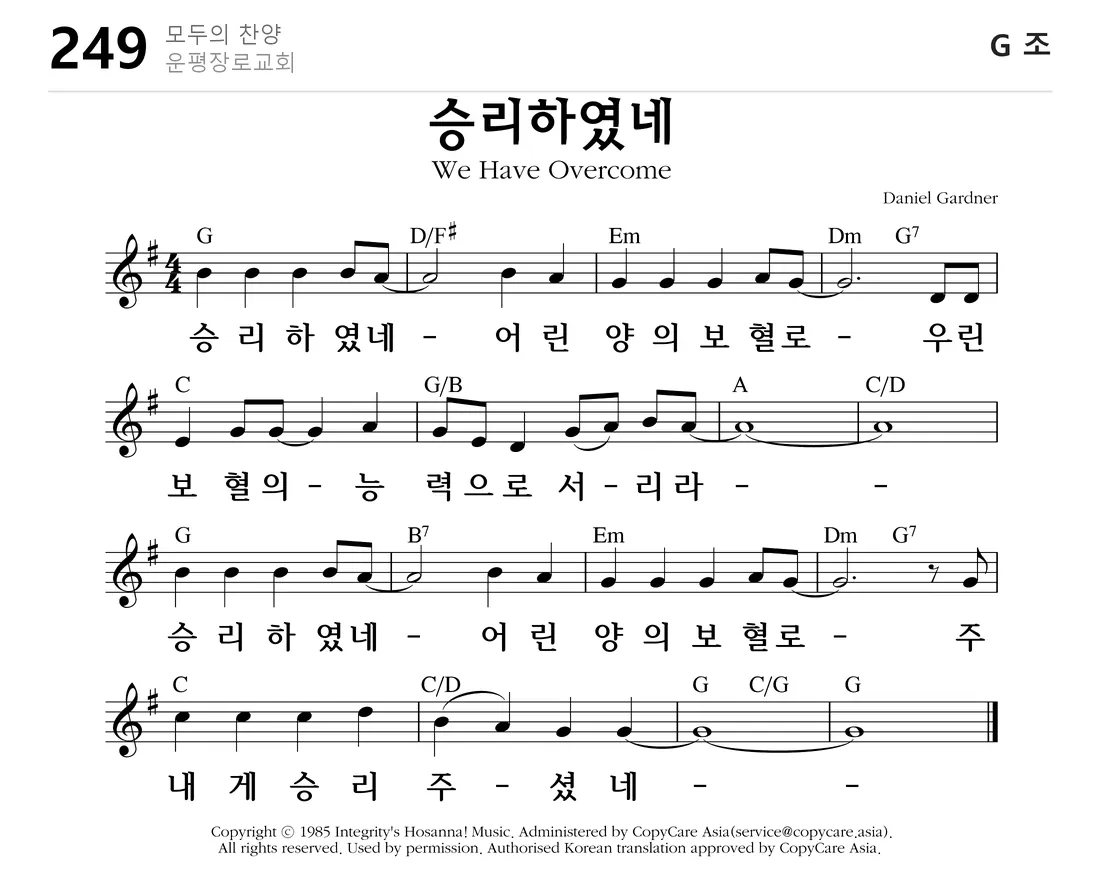 249 모두의 찬양
운평장로교회
G 조
승리하였네
We Have Overcome
Daniel Gardner
G D/F♯ Em Dm G7
4/4
승 리 하 였네 - 어 린 양 의 보 혈로 - 우린
C G/B A C/D
보 혈의 - 능 력으로 서 - 리라 - -
G B7 Em Dm G7
승 리 하 였네 - 어 린 양 의 보 혈로 - 주
C C/D G C/G G
내 게 승 리 주 - 셨 네 - -
Copyright ⓒ 1985 Integrity's Hosanna! Music. Administered by CopyCare Asia(service@copycare.asia).
All rights reserved. Used by permission. Authorised Korean translation approved by CopyCare Asia.